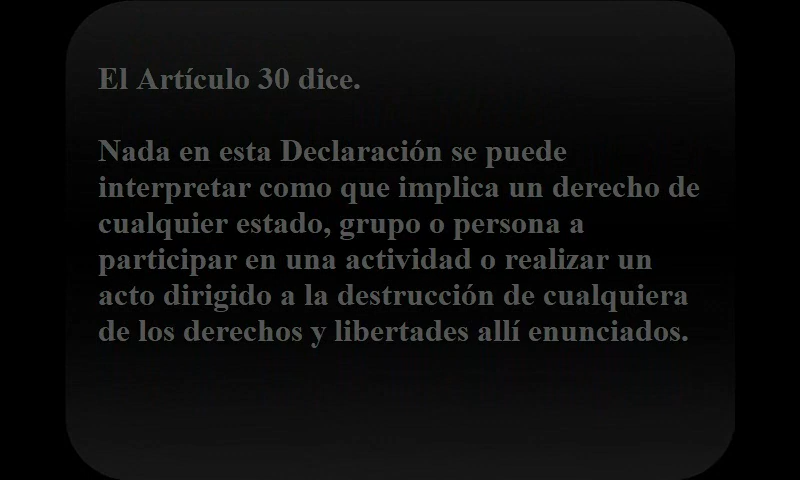 El Artículo 30 dice.
Nada en esta Declaración se puede
interpretar como que implica un derecho de
cualquier estado, grupo o persona a
participar en una actividad o realizar un
acto dirigido a la destrucción de cualquiera
de los derechos y libertades allí enunciados.